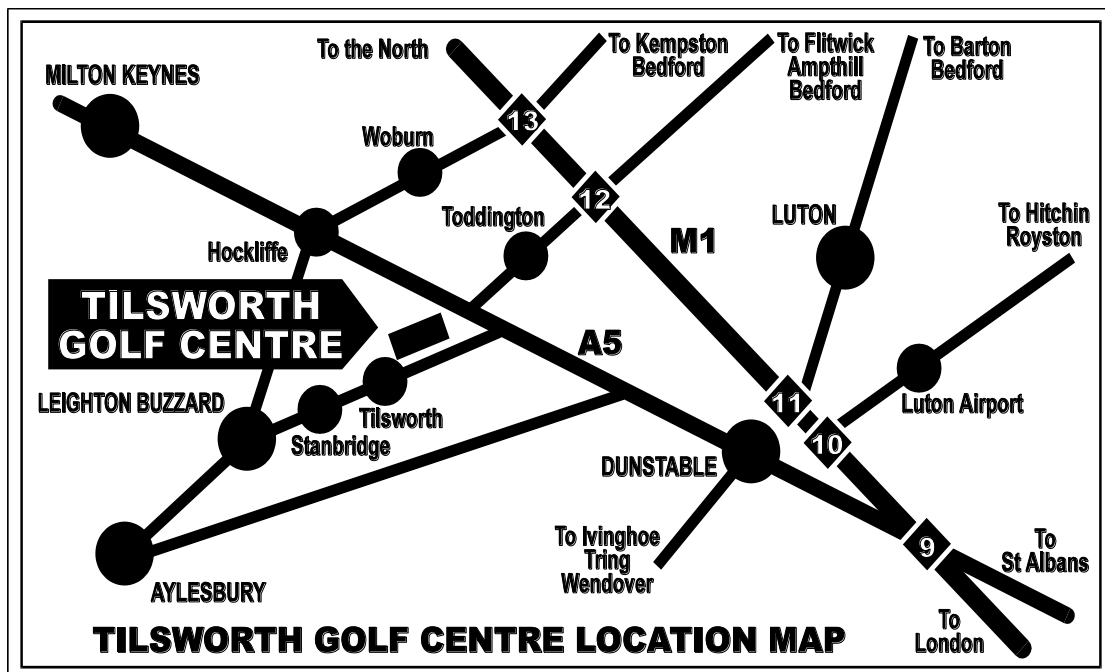 To the North
To Kempston
Bedford
To Flitwick
Ampthill
Bedford
To Barton
Bedford
MILTON KEYNES
13
Woburn
12
Toddington
LUTON
To Hitchin
Royston
Hockliffe
M1
TILSWORTH
GOLF CENTRE
A5
LEIGHTON BUZZARD
Tilsworth
Stanbridge
11
Luton Airport
10
DUNSTABLE
To Ivinghoe
Tring
Wendover
9
To
St Albans
AYLESBURY
To
London
TILSWORTH GOLF CENTRE LOCATION MAP